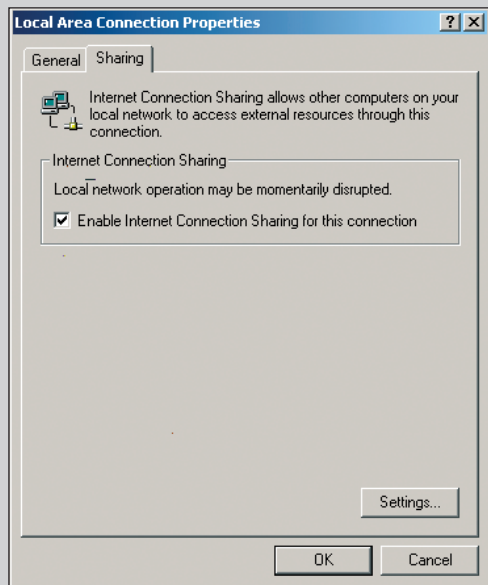 Local Area Connection Properties
General Sharing
Internet Connection Sharing allows other computers on your
local network to access external resources through this
connection.
Internet Connection Sharing
Local network operation may be momentarily disrupted.
Enable Internet Connection Sharing for this connection
Settings...
OK Cancel